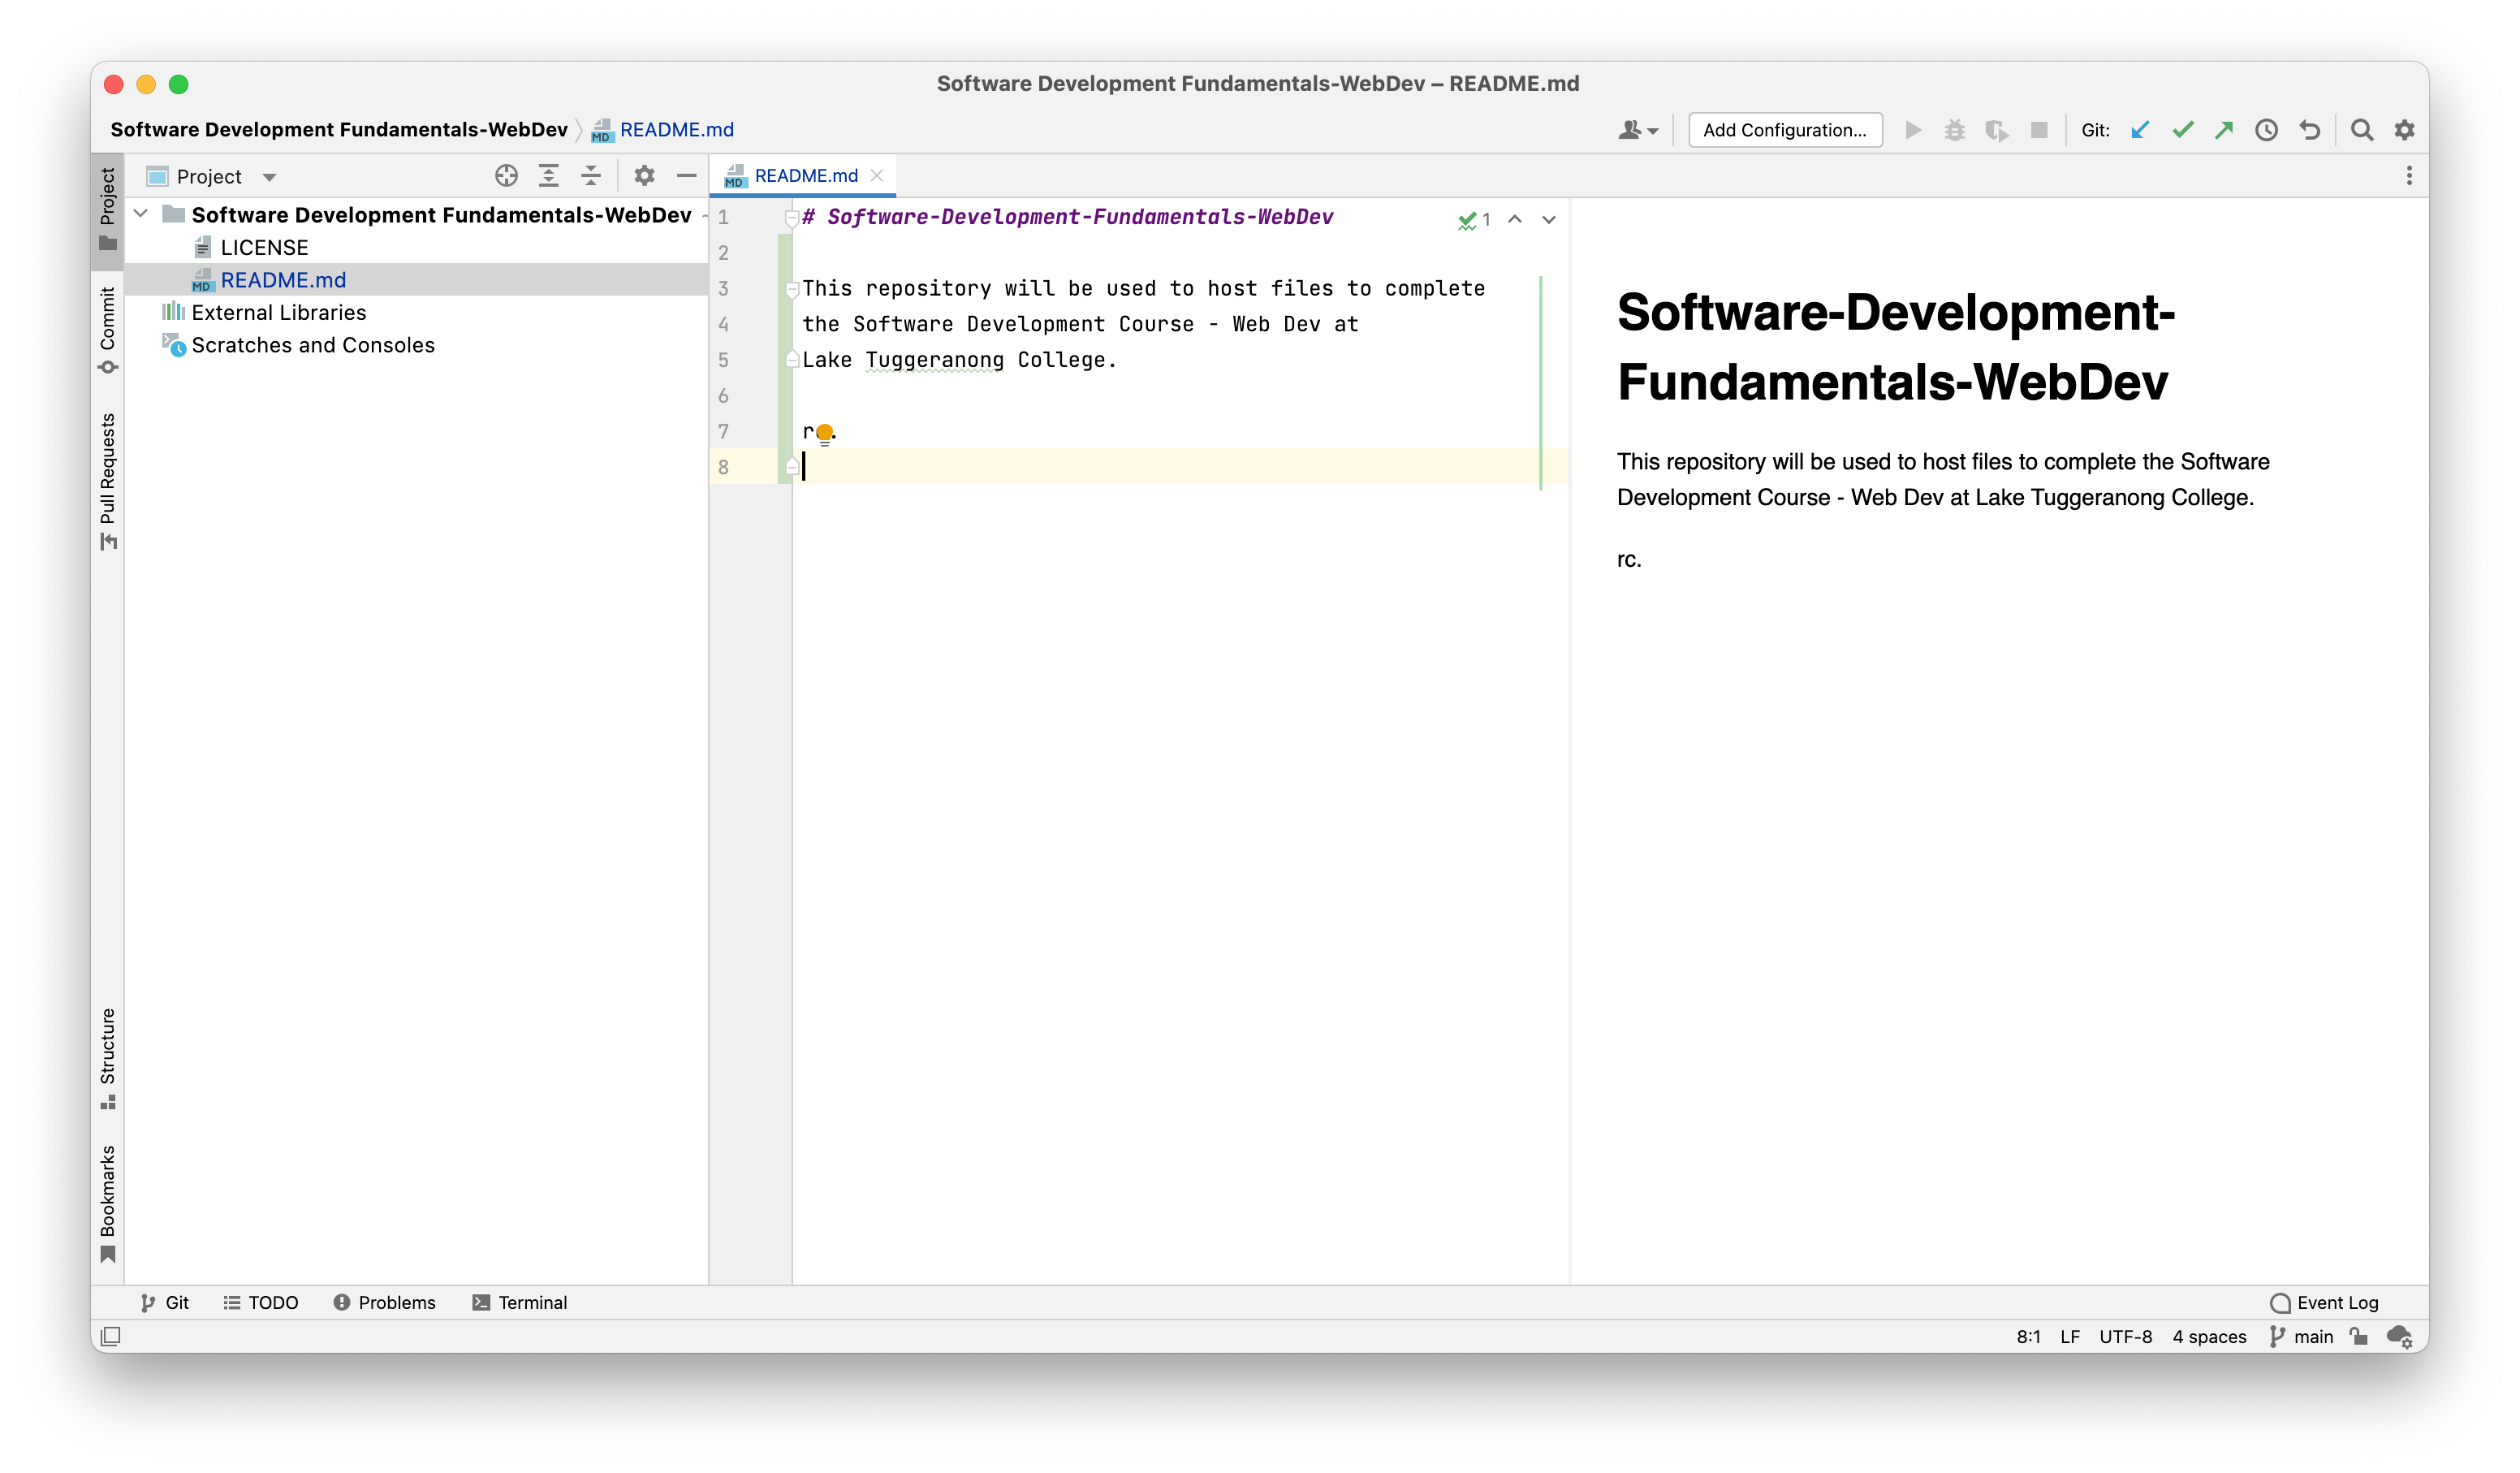 Software Development Fundamentals-WebDev – README.md
Software Development Fundamentals-WebDev README.md
Add Configuration...
Git:
Project
README.md
Project
Commit
Pull Requests
Structure
Bookmarks
Software Development Fundamentals-WebDev
LICENSE
README.md
External Libraries
Scratches and Consoles
1 # Software-Development-Fundamentals-WebDev
1
2
3 This repository will be used to host files to complete
4 the Software Development Course - Web Dev at
5 Lake Tuggeranong College.
6
7 r .
8
Software-Development-
Fundamentals-WebDev
This repository will be used to host files to complete the Software
Development Course - Web Dev at Lake Tuggeranong College.
rc.
Git TODO Problems Terminal Event Log
8:1 LF UTF-8 4 spaces main